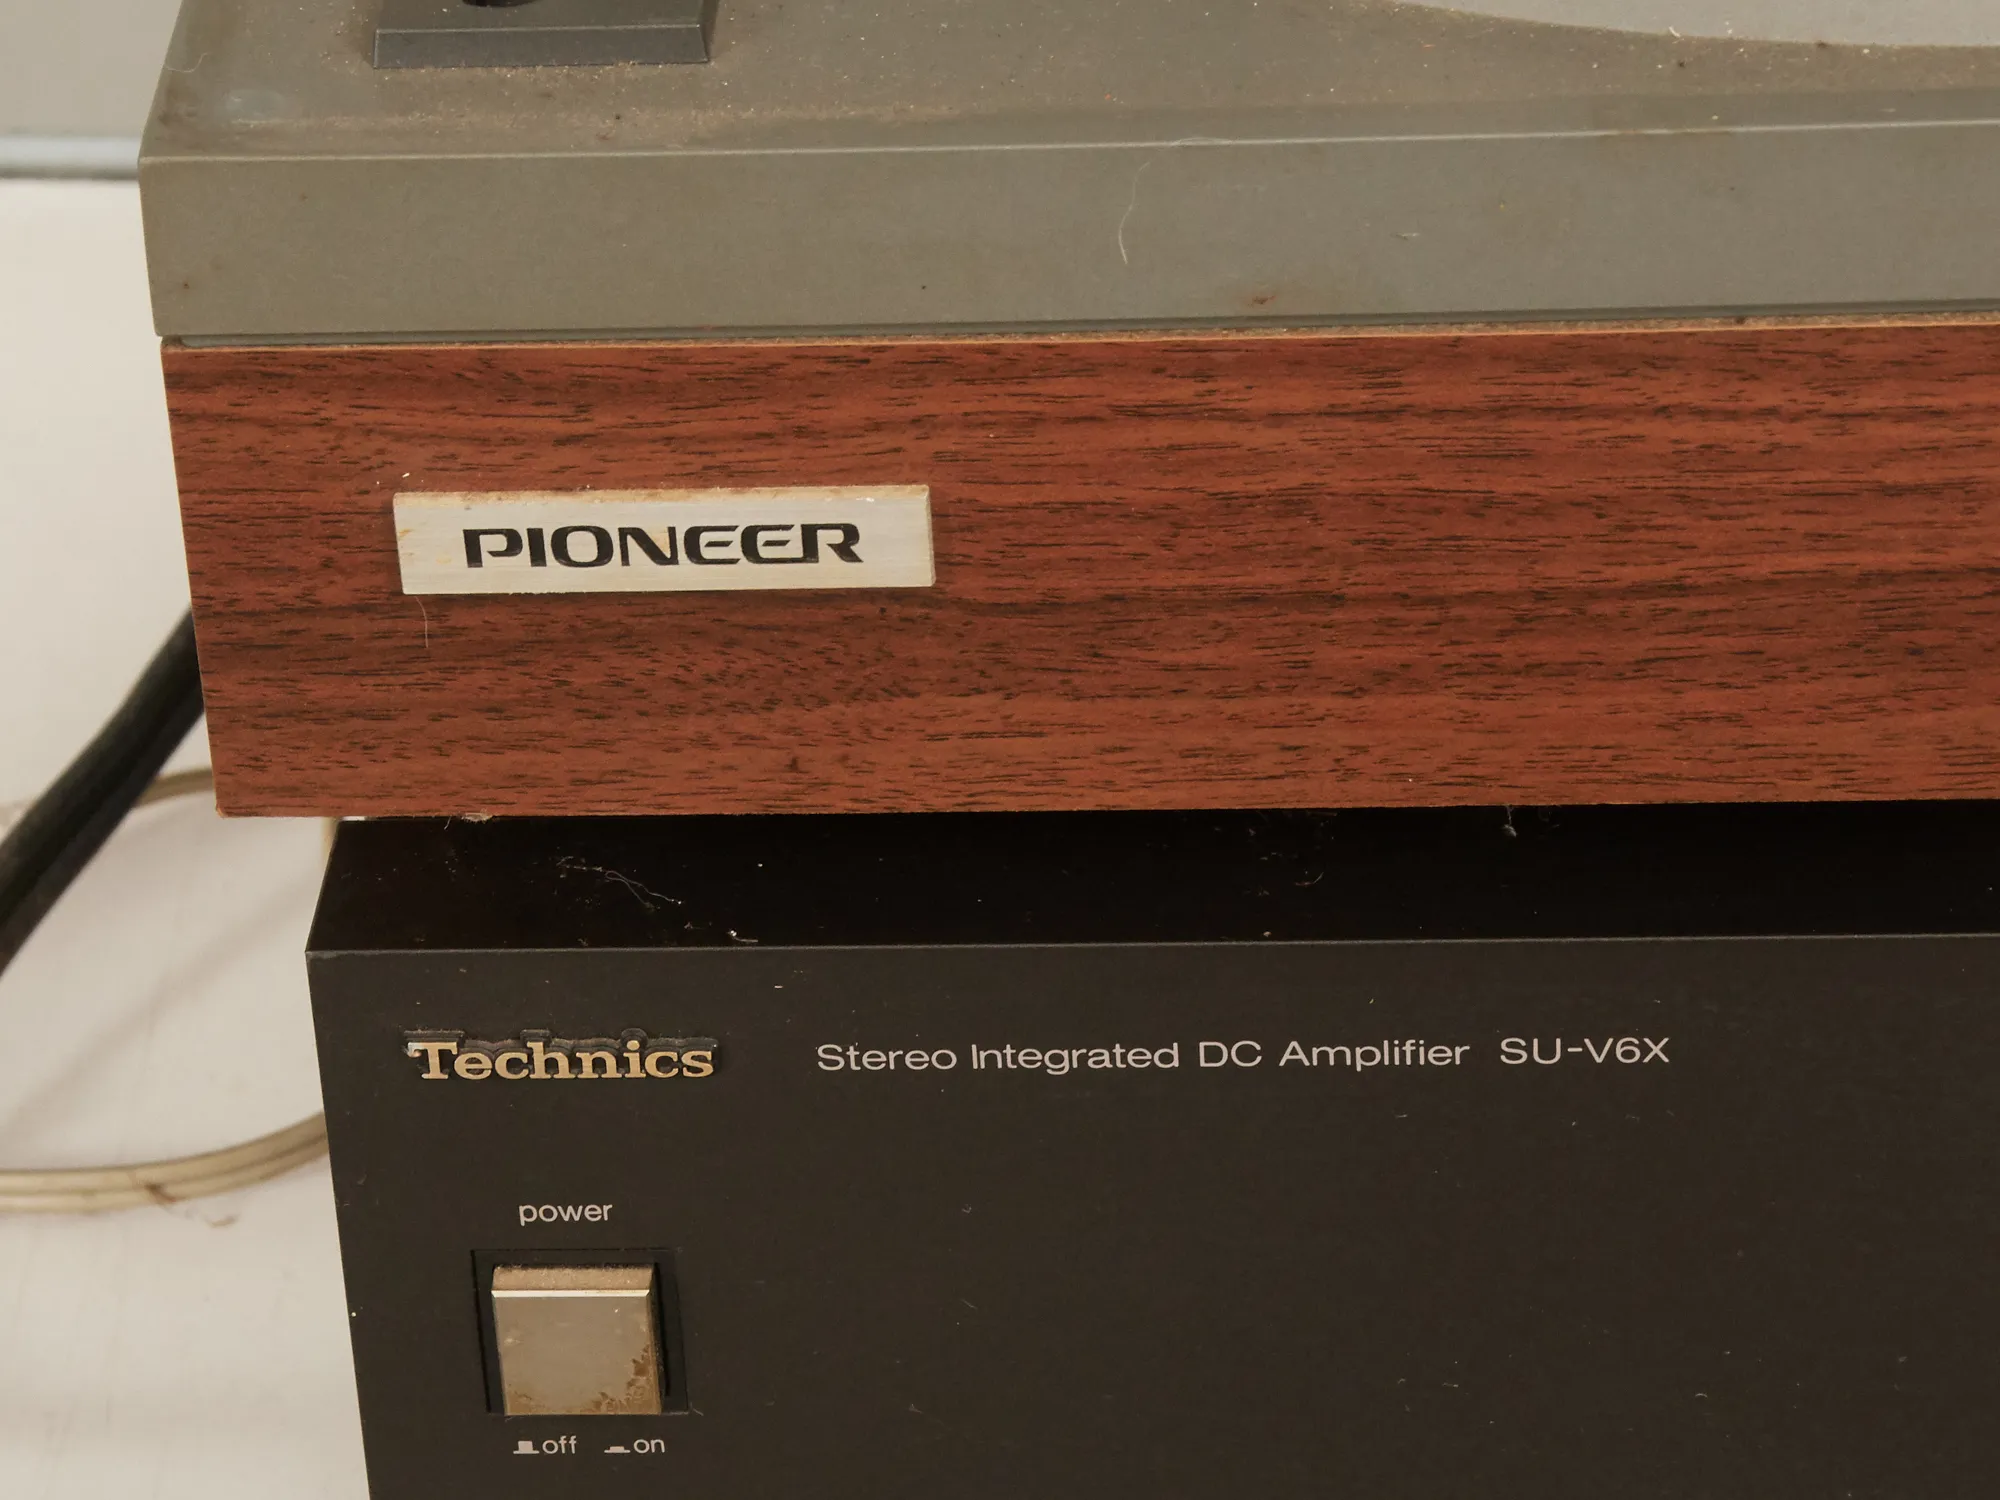 PIONEER
Technics Stereo Integrated DC Amplifier SU-V6X
power
off on